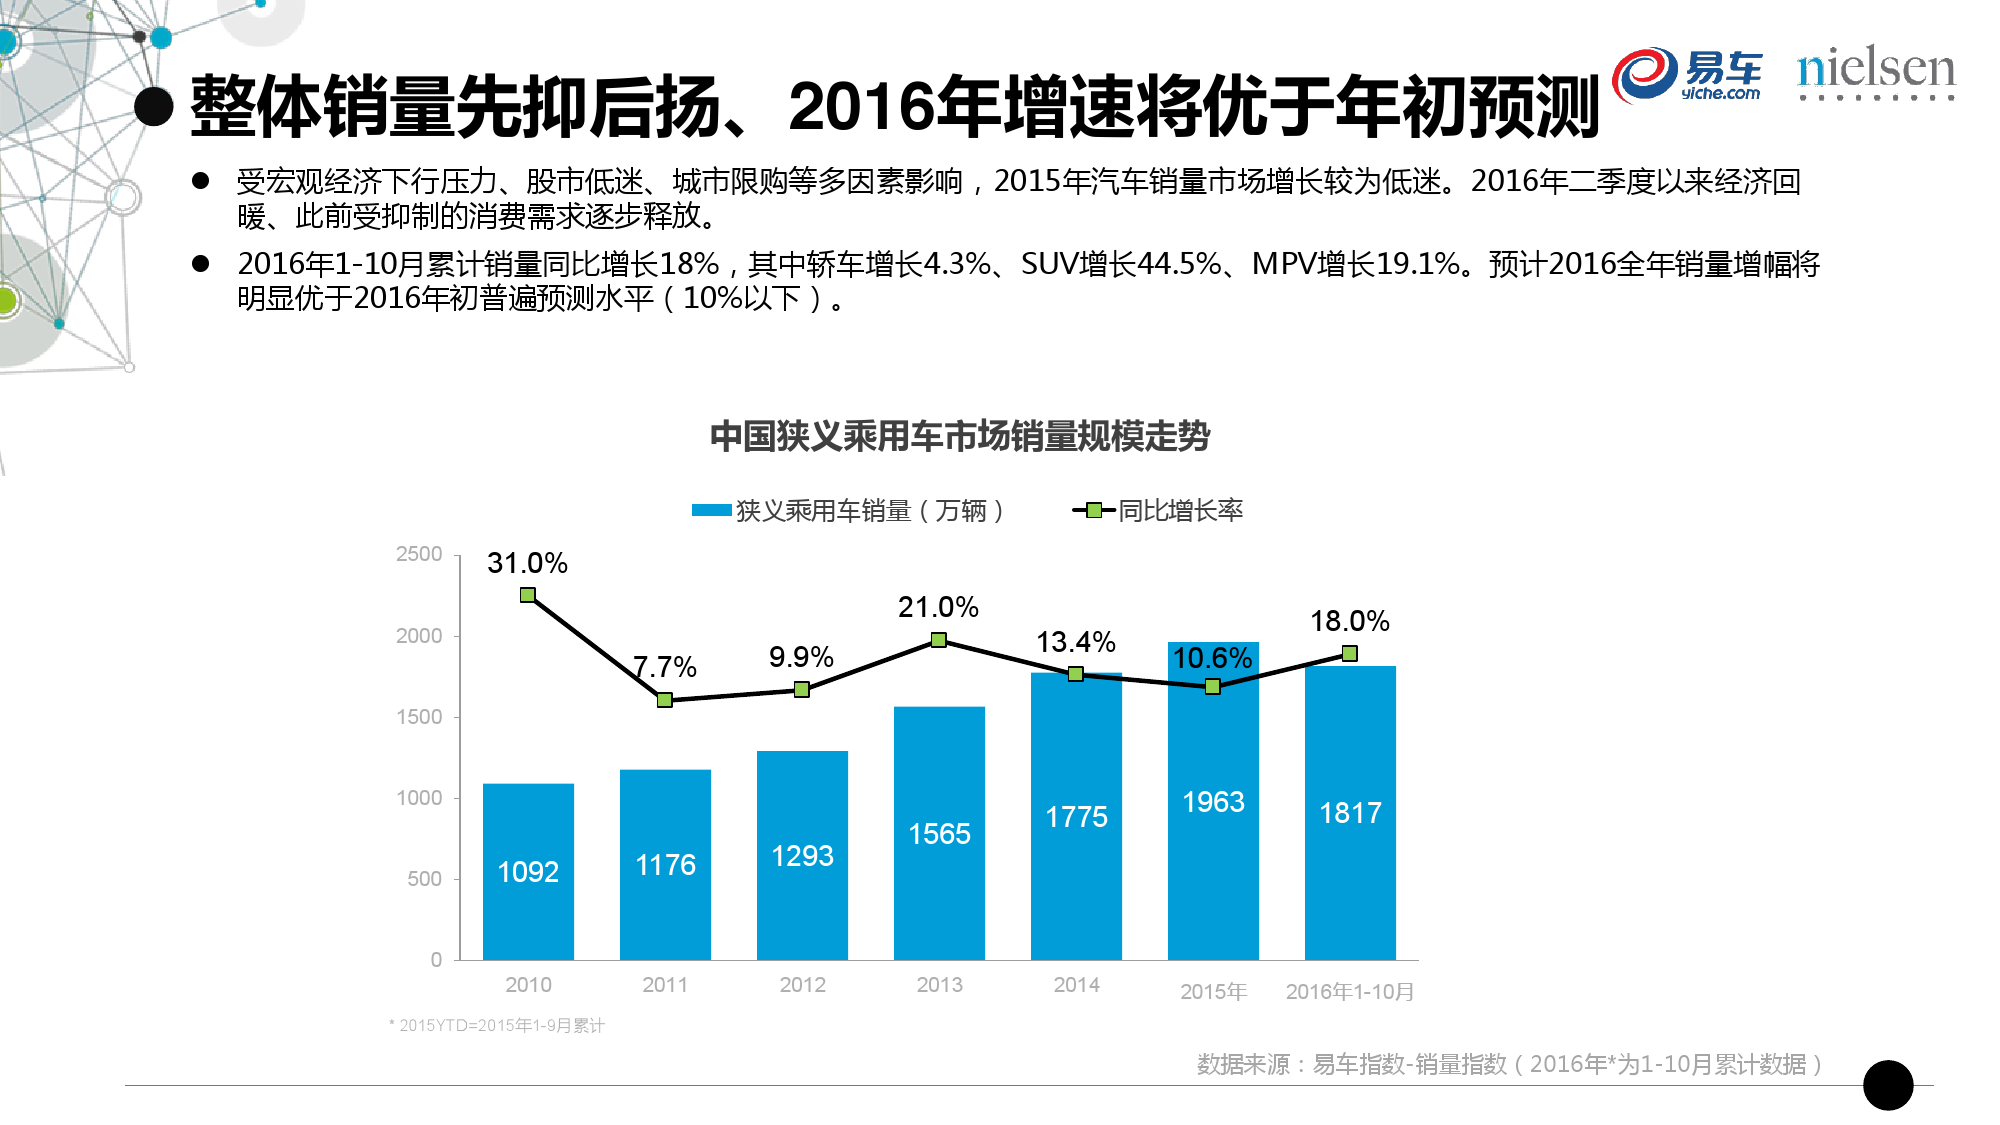 整体销量先抑后扬、2016年增速将优于年初预测
易车
yiche.com
nielsen
● 受宏观经济下行压力、股市低迷、城市限购等多因素影响，2015年汽车销量市场增长较为低迷。2016年二季度以来经济回
暖、此前受抑制的消费需求逐步释放。
● 2016年1-10月累计销量同比增长18%，其中轿车增长4.3%、SUV增长44.5%、MPV增长19.1%。预计2016全年销量增幅将
明显优于2016年初普遍预测水平（10%以下）。
中国狭义乘用车市场销量规模走势
狭义乘用车销量（万辆） 同比增长率
2500
2000
1500
1000
500
0
31.0%
7.7%
9.9%
21.0%
13.4%
10.6%
18.0%
1092
1176
1293
1565
1775
1963
1817
2010 2011 2012 2013 2014 2015年 2016年1-10月
* 2015YTD=2015年1-9月累计
数据来源：易车指数-销量指数（2016年*为1-10月累计数据）